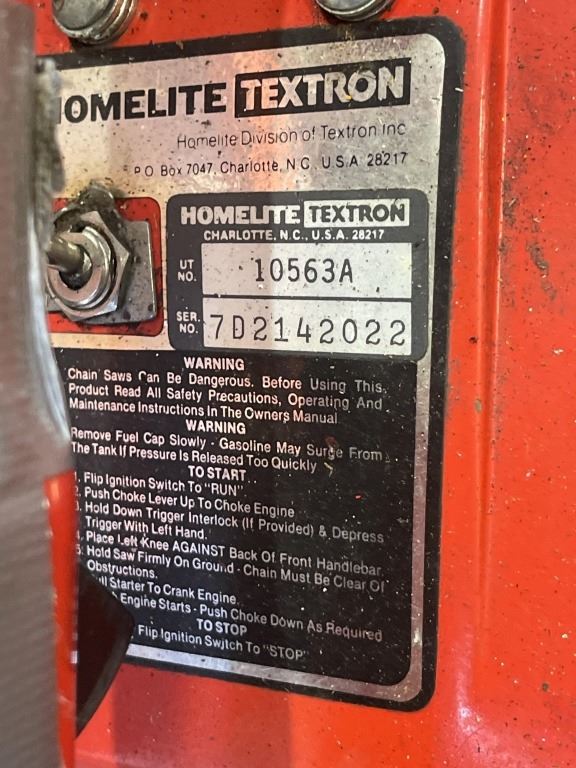 HOMELITE TEXTRON
Homelite Division of Textron Inc
P.O. Box 7047, Charlotte, N.C. U.S.A. 28217
HOMELITE TEXTRON
CHARLOTTE, N.C., U.S.A. 28217
UT NO. 10563A
SER. NO. 7D2142022
WARNING
Chain Saws Can Be Dangerous. Before Using This
Product Read All Safety Precautions, Operating And
Maintenance Instructions In The Owners Manual
WARNING
Remove Fuel Cap Slowly - Gasoline May Surge From
The Tank If Pressure Is Released Too Quickly
TO START
1. Flip Ignition Switch To "RUN"
2. Push Choke Lever Up To Choke Engine
3. Hold Down Trigger Interlock (If Provided) & Depress
Trigger With Left Hand.
4. Place Left Knee AGAINST Back Of Front Handlebar.
5. Hold Saw Firmly On Ground - Chain Must Be Clear Of
Obstructions.
Starter To Crank Engine.
Engine Starts - Push Choke Down As Required
TO STOP
Flip Ignition Switch To "STOP"